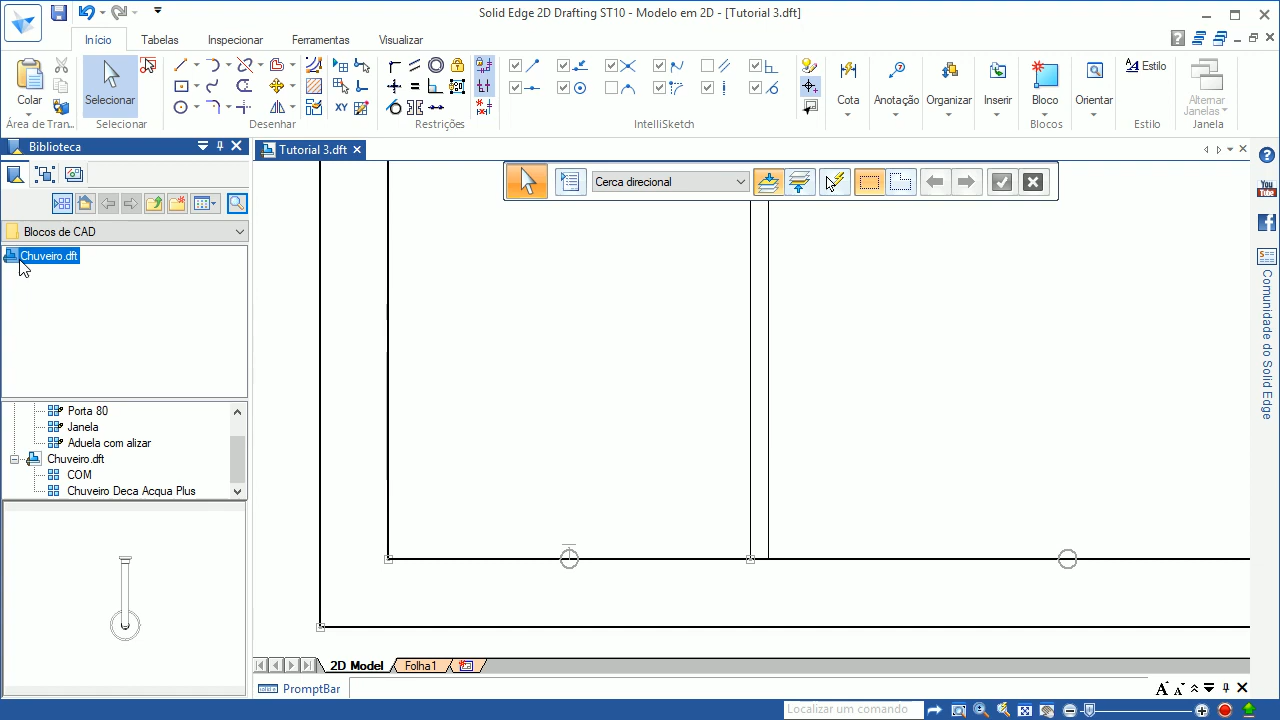 Solid Edge 2D Drafting ST10 - Modelo em 2D - [Tutorial 3.dft]
Início
Tabelas
Inspecionar
Ferramentas
Visualizar
Colar
Selecionar
XY
Cota
Anotação
Organizar
Inserir
Bloco
Orientar
Estilo
Alternar
Janelas
Área de Tran...
Selecionar
Desenhar
Restrições
IntelliSketch
Blocos
Estilo
Janela
Biblioteca
Tutorial 3.dft
Cerca direcional
Blocos de CAD
Chuveiro.dft
Porta 80
Janela
Aduela com alizar
Chuveiro.dft
COM
Chuveiro Deca Acqua Plus
You
Tube
Comunidade do Solid Edge
2D Model
Folha1
PromptBar
Localizar um comando